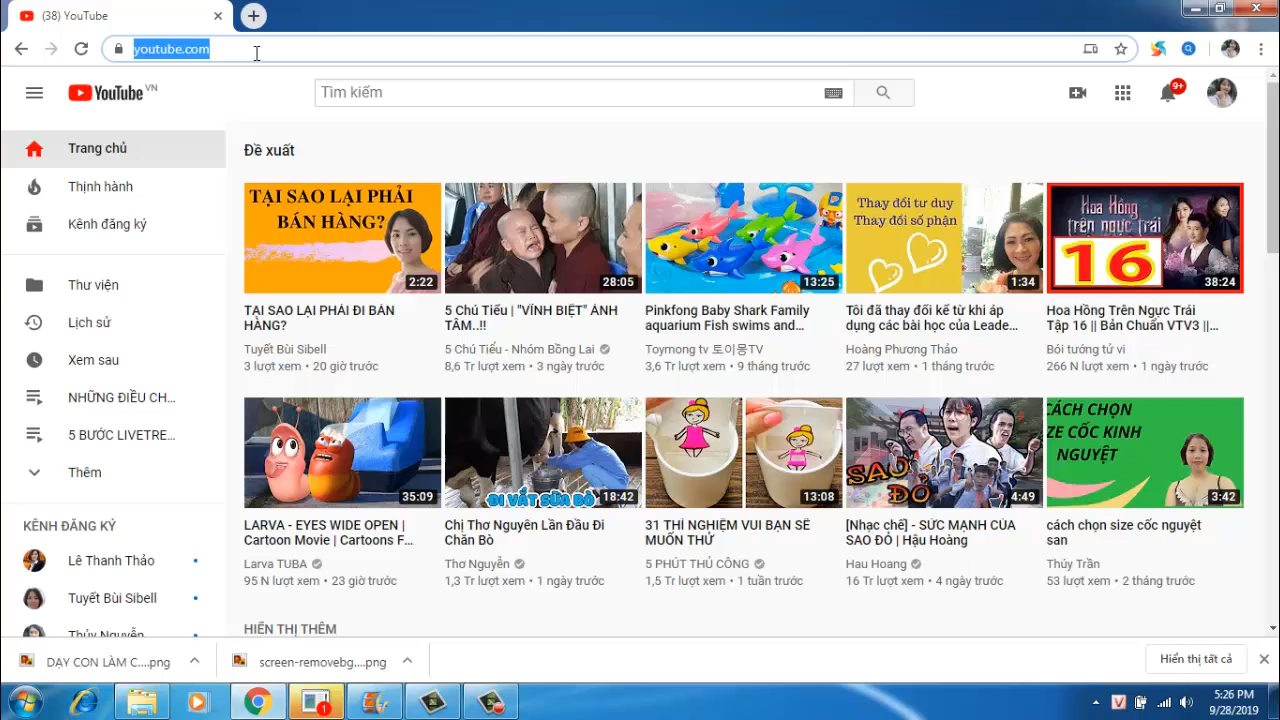 (38) YouTube
youtube.com
YouTube VN
Tìm kiếm
9+
Trang chủ
Thịnh hành
Kênh đăng ký
Thư viện
Lịch sử
Xem sau
NHỮNG ĐIỀU CH...
5 BƯỚC LIVETRE...
Thêm
KÊNH ĐĂNG KÝ
Lê Thanh Thảo
Tuyết Bùi Sibell
Thủy Nguyễn
Đề xuất
TẠI SAO LẠI PHẢI
BÁN HÀNG?
2:22
TẠI SAO LẠI PHẢI ĐI BÁN
HÀNG?
Tuyết Bùi Sibell
3 lượt xem • 20 giờ trước
28:05
5 Chú Tiểu | "VĨNH BIỆT" ÁNH
TÂM..!!
5 Chú Tiểu - Nhóm Bồng Lai
8,6 Tr lượt xem • 3 ngày trước
13:25
Pinkfong Baby Shark Family
aquarium Fish swims and...
Toymong tv 토이몽TV
3,6 Tr lượt xem • 9 tháng trước
Thay đổi tư duy
Thay đổi số phận
1:34
Tôi đã thay đổi kể từ khi áp
dụng các bài học của Leade...
Hoàng Phương Thảo
27 lượt xem • 1 tháng trước
Hoa Hồng
trên ngực trái
16
38:24
Hoa Hồng Trên Ngực Trái
Tập 16 || Bản Chuẩn VTV3 ||...
Bói tướng tử vi
266 N lượt xem • 1 ngày trước
35:09
LARVA - EYES WIDE OPEN |
Cartoon Movie | Cartoons F...
Larva TUBA
95 N lượt xem • 23 giờ trước
ĐI VẮT SỮA BÒ
18:42
Chị Thơ Nguyễn Lần Đầu Đi
Chăn Bò
Thơ Nguyễn
1,3 Tr lượt xem • 1 ngày trước
13:08
31 THÍ NGHIỆM VUI BẠN SẼ
MUỐN THỬ
5 PHÚT THỦ CÔNG
1,5 Tr lượt xem • 1 tuần trước
SAO
ĐỎ
4:49
[Nhạc chế] - SỨC MẠNH CỦA
SAO ĐỎ | Hậu Hoàng
Hau Hoang
16 Tr lượt xem • 4 ngày trước
CÁCH CHỌN
SIZE CỐC KINH
NGUYỆT
3:42
cách chọn size cốc nguyệt
san
Thúy Trần
53 lượt xem • 2 tháng trước
HIỂN THỊ THÊM
DẠY CON LÀM C....png
screen-removebg....png
Hiển thị tất cả
1
V
5:26 PM
9/28/2019